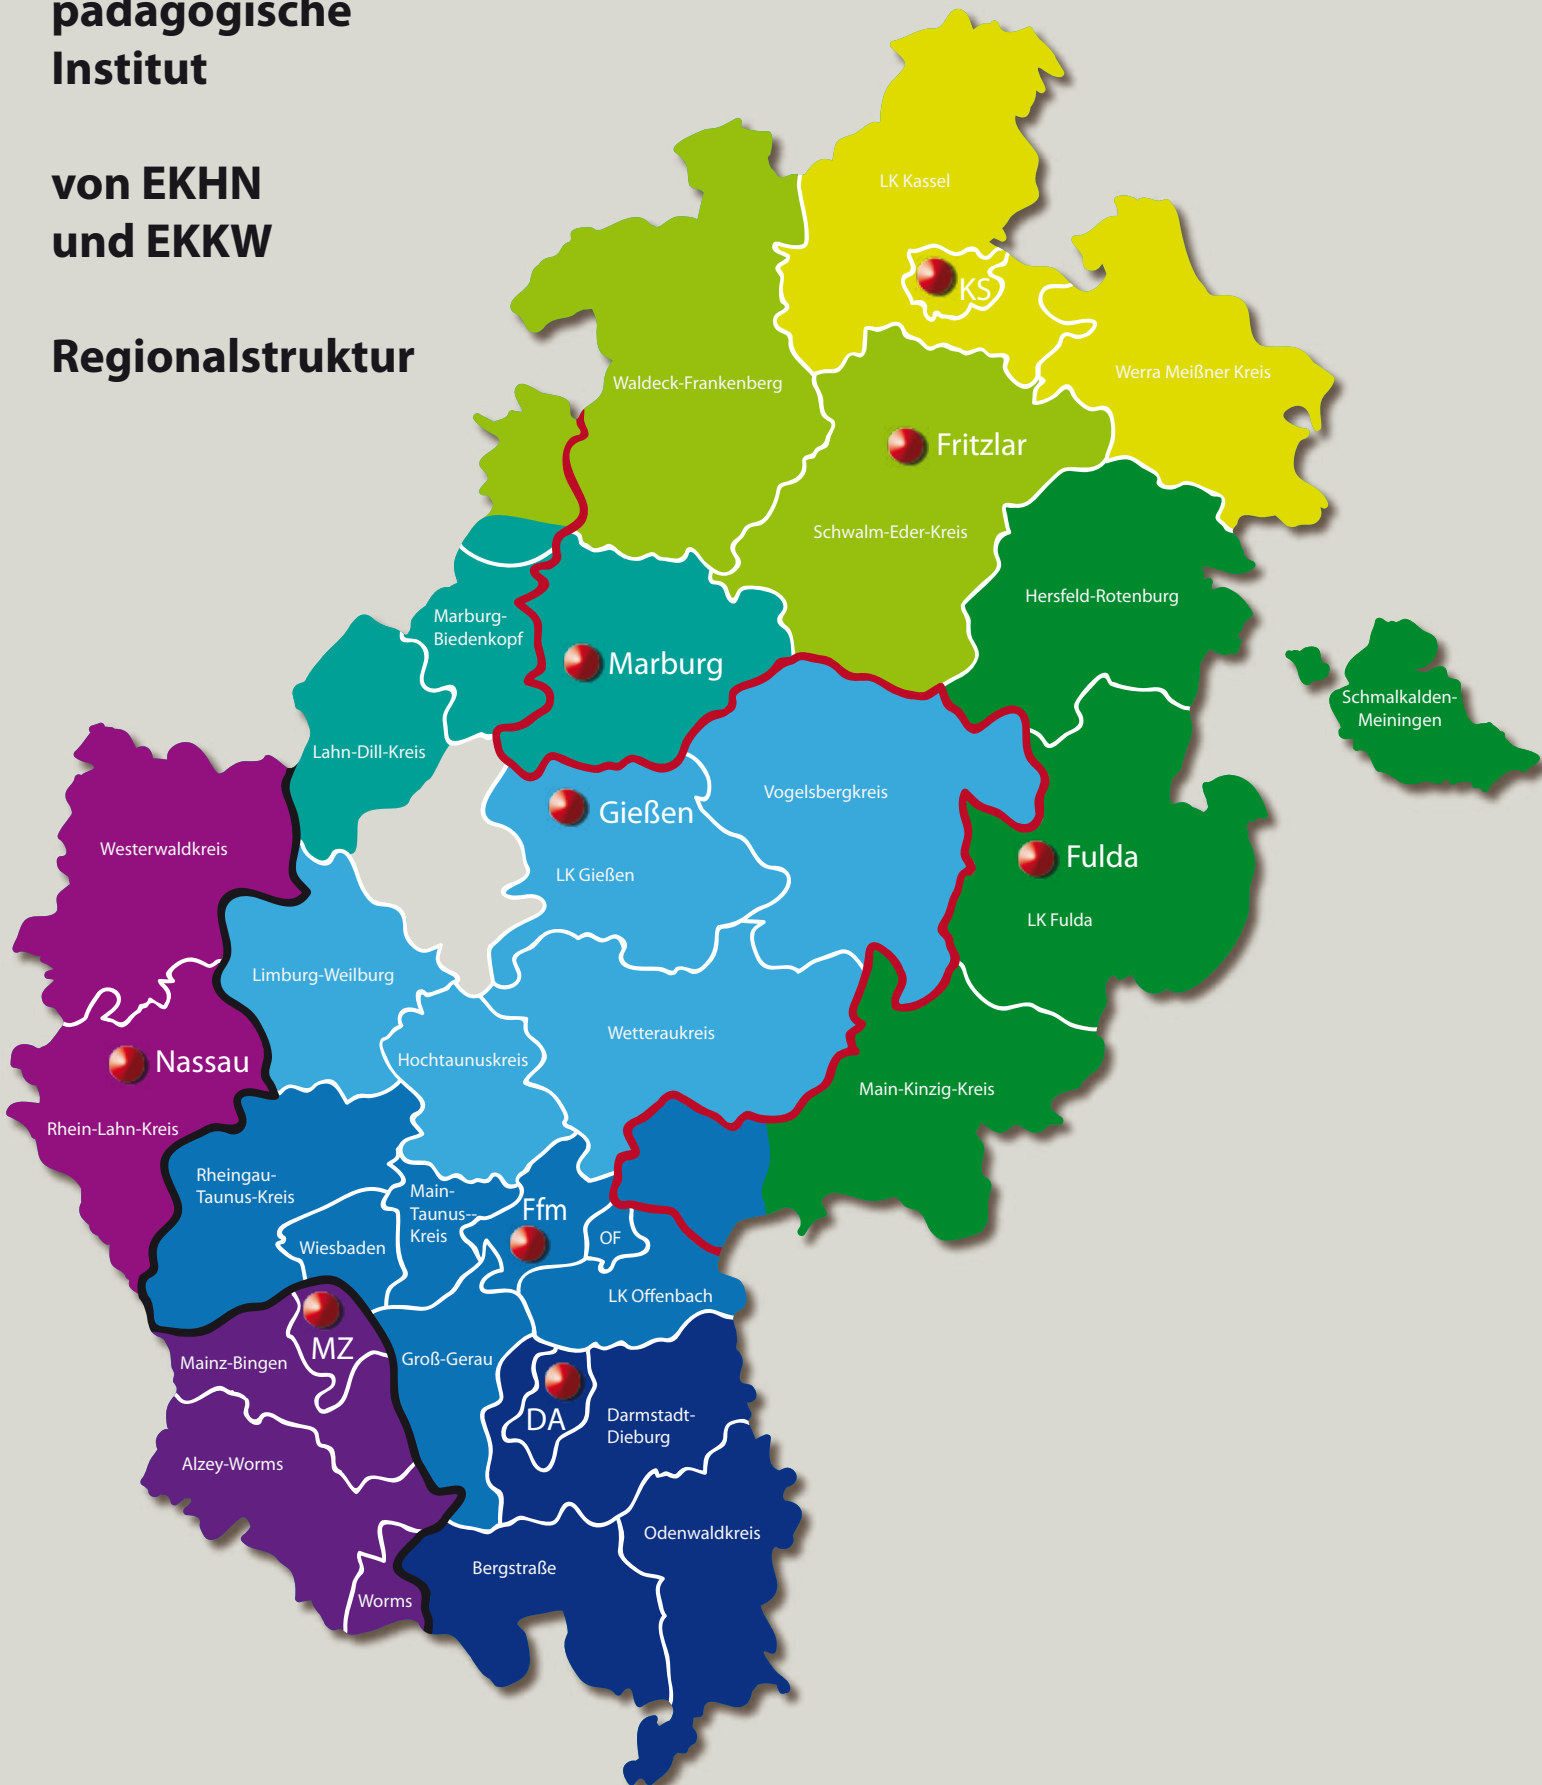 pädagogische
Institut
von EKHN
und EKKW
Regionalstruktur
LK Kassel
KS
Werra Meißner Kreis
Waldeck-Frankenberg
Fritzlar
Schwalm-Eder-Kreis
Hersfeld-Rotenburg
Marburg-
Biedenkopf
Marburg
Schmalkalden-
Meiningen
Lahn-Dill-Kreis
Vogelsbergkreis
Gießen
Westerwaldkreis
Fulda
LK Gießen
LK Fulda
Limburg-Weilburg
Wetteraukreis
Hochtaunuskreis
Nassau
Main-Kinzig-Kreis
Rhein-Lahn-Kreis
Rheingau-
Taunus-Kreis
Main-
Taunus--
Kreis
Ffm
OF
Wiesbaden
LK Offenbach
MZ
Mainz-Bingen
Groß-Gerau
DA
Darmstadt-
Dieburg
Alzey-Worms
Odenwaldkreis
Bergstraße
Worms